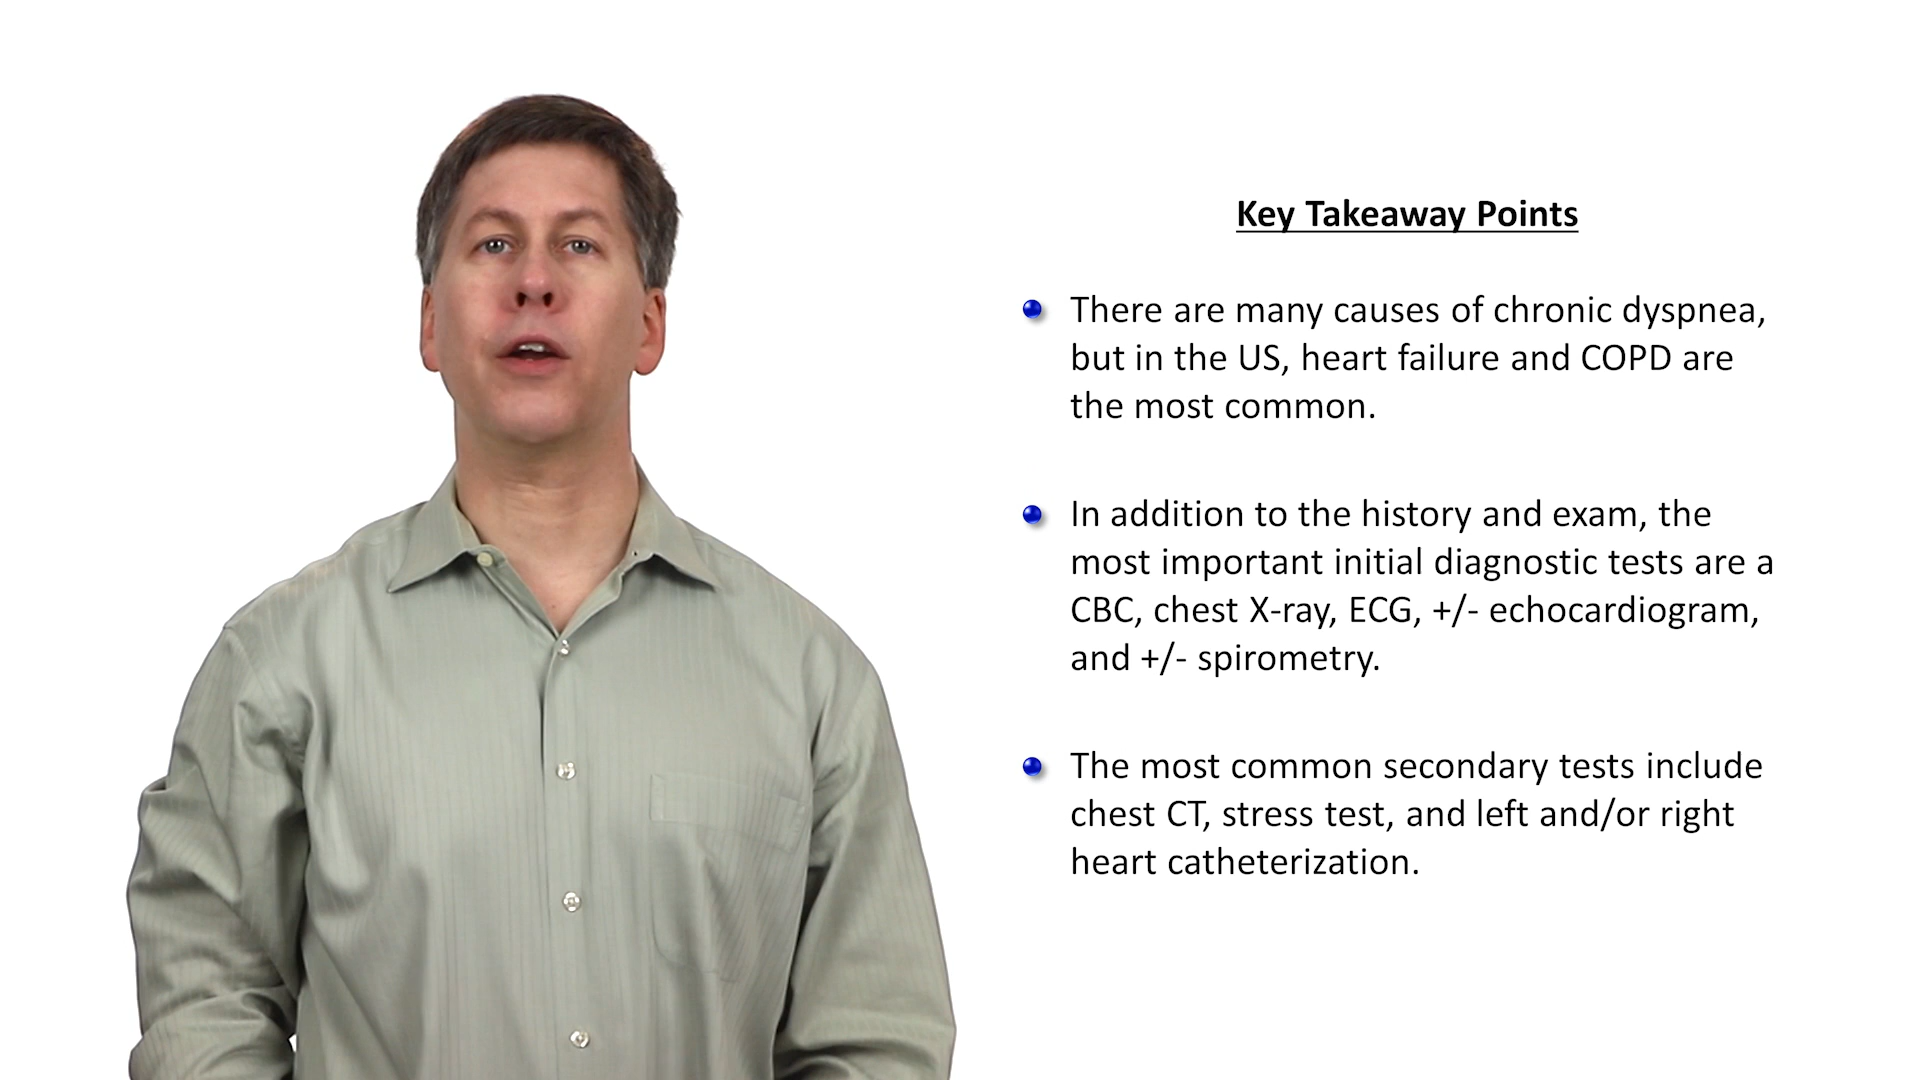 Key Takeaway Points
There are many causes of chronic dyspnea,
but in the US, heart failure and COPD are
the most common.
In addition to the history and exam, the
most important initial diagnostic tests are a
CBC, chest X-ray, ECG, +/- echocardiogram,
and +/- spirometry.
The most common secondary tests include
chest CT, stress test, and left and/or right
heart catheterization.